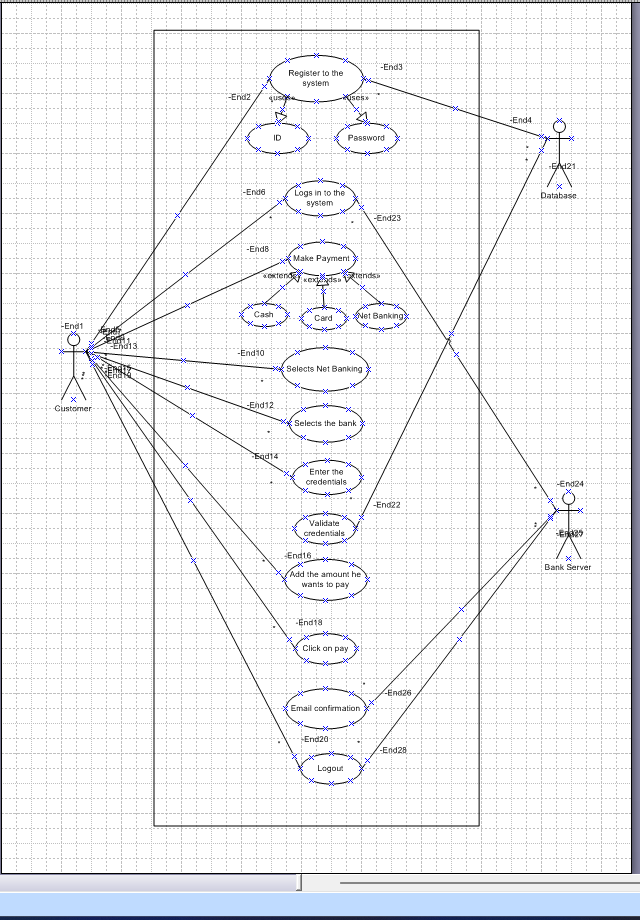 Register to the
system
-End3
-End2
«uses»
«uses»
ID
Password
-End4
-End21
Database
Logs in to the
system
-End6
-End23
-End8
Make Payment
«extends»
«extends»
Cash
Card
Net Banking
-End1
-End13
Customer
-End10
Selects Net Banking
-End12
Selects the bank
-End14
Enter the
credentials
-End24
-End22
Validate
credentials
Bank Server
-End16
Add the amount he
wants to pay
-End18
Click on pay
-End26
Email confirmation
-End20
-End28
Logout